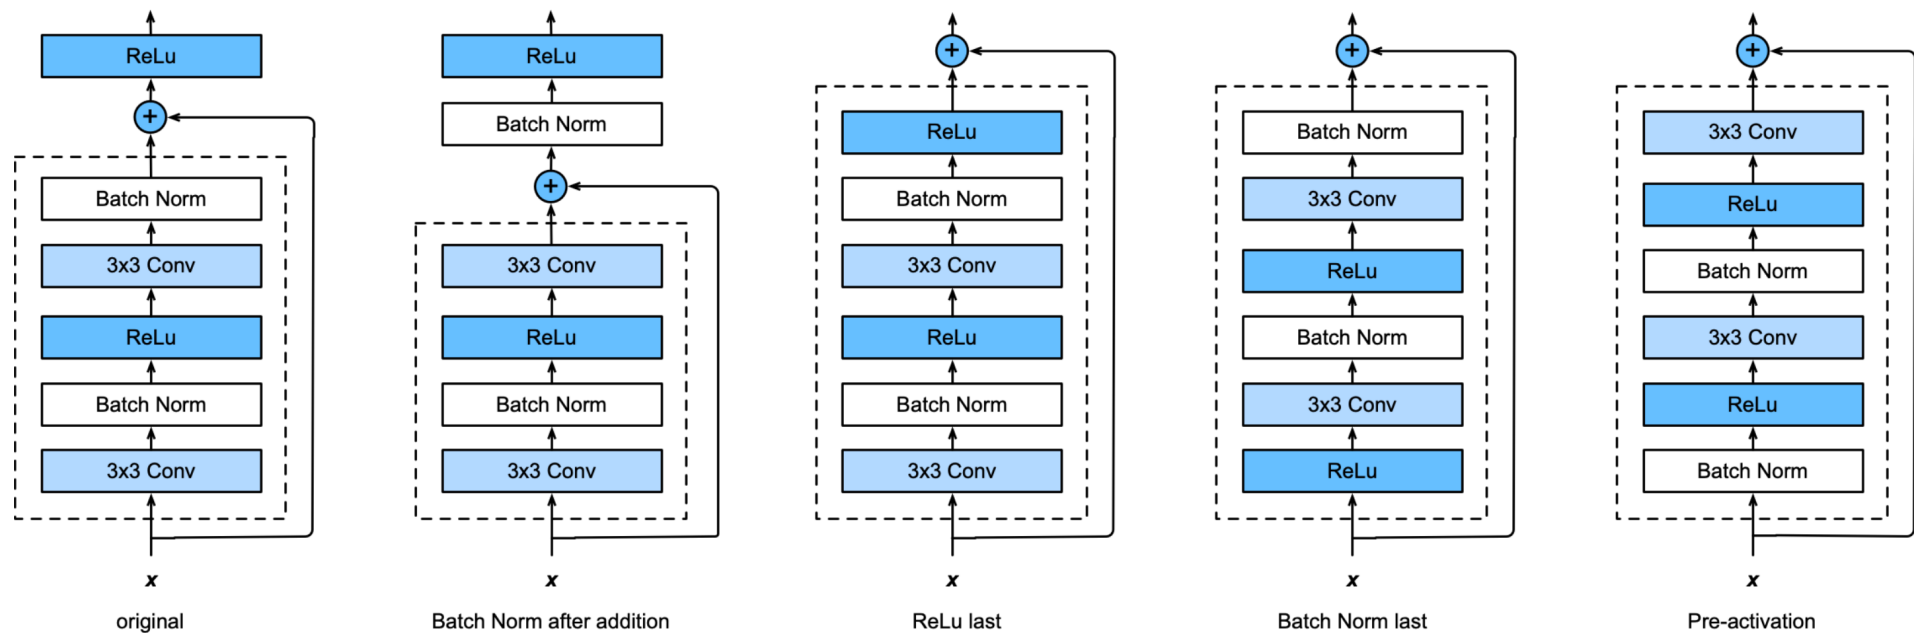 ReLu
+
Batch Norm
3x3 Conv
ReLu
Batch Norm
3x3 Conv
x
original
ReLu
Batch Norm
+
3x3 Conv
ReLu
Batch Norm
3x3 Conv
x
Batch Norm after addition
+
ReLu
Batch Norm
3x3 Conv
ReLu
Batch Norm
3x3 Conv
x
ReLu last
+
Batch Norm
3x3 Conv
ReLu
Batch Norm
3x3 Conv
ReLu
x
Batch Norm last
+
3x3 Conv
ReLu
Batch Norm
3x3 Conv
ReLu
Batch Norm
x
Pre-activation